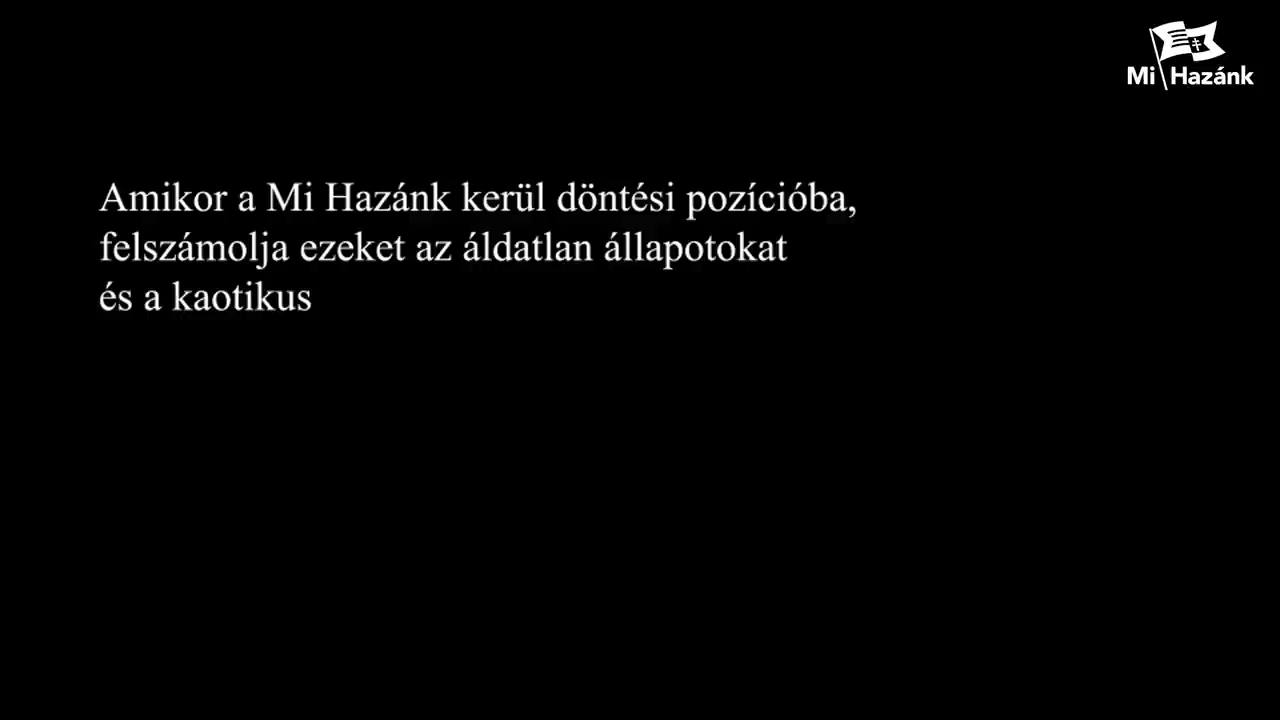 Mi Hazánk
Amikor a Mi Hazánk kerül döntési pozícióba,
felszámolja ezeket az áldatlan állapotokat
és a kaotikus